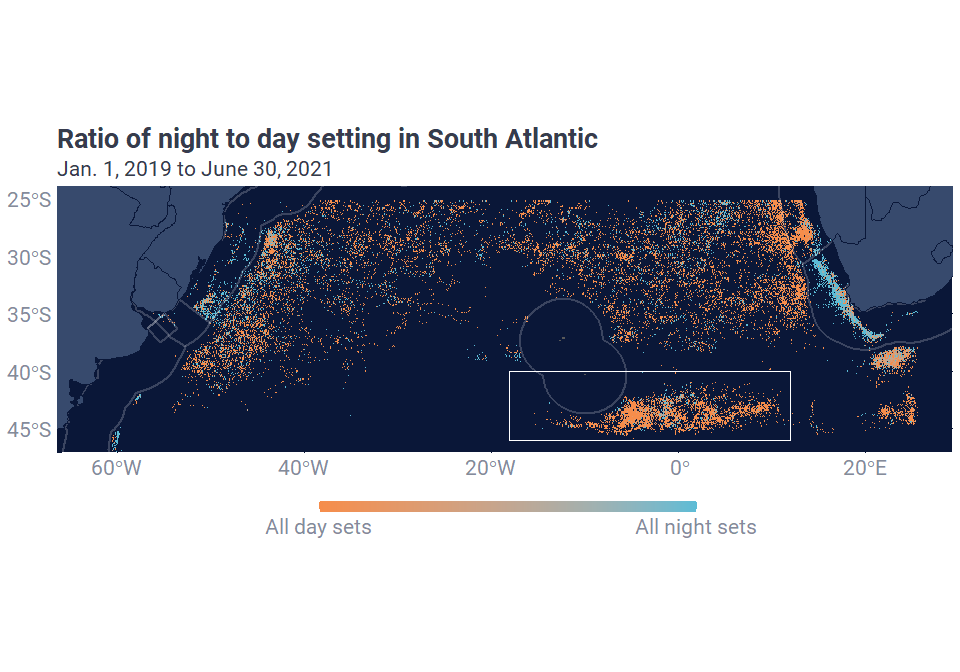 Ratio of night to day setting in South Atlantic
Jan. 1, 2019 to June 30, 2021
25°S
30°S
35°S
40°S
45°S
60°W
40°W
20°W
0°
20°E
All day sets
All night sets